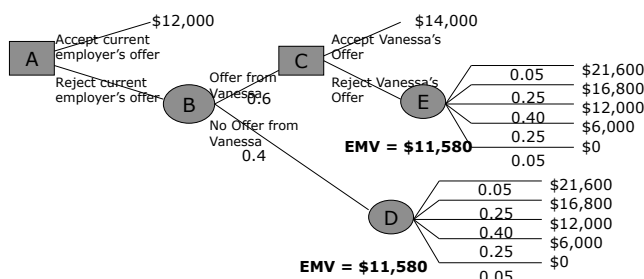 $12,000
Accept current
employer's offer
A
Reject current
employer's offer
B
Offer from
Vanessa
0.6
No Offer from
Vanessa
0.4
C
$14,000
Accept Vanessa's
Offer
Reject Vanessa's
Offer
E
EMV = $11,580
0.05
$21,600
0.25
$16,800
0.40
$12,000
0.25
$6,000
0.05
$0
D
EMV = $11,580
0.05
$21,600
0.25
$16,800
0.40
$12,000
0.25
$6,000
0.05
$0